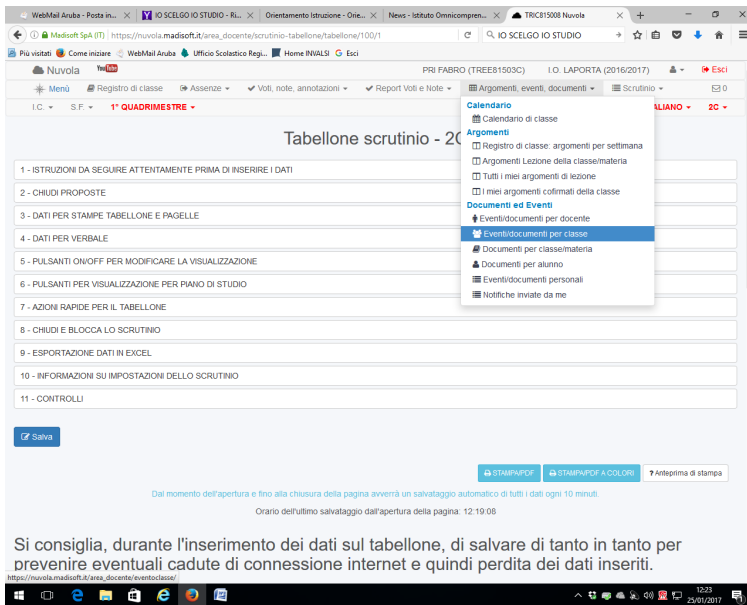 WebMail Aruba - Posta in...
IO SCELGO IO STUDIO - Ri...
Orientamento Istruzione - Orie...
News - Istituto Omnicompren...
TRIC815008 Nuvola
Madisoft SpA (IT)
https://nuvola.madisoft.it/area_docente/scrutinio-tabellone/tabellone/100/1
IO SCELGO IO STUDIO
Più visitati
Come iniziare
WebMail Aruba
Ufficio Scolastico Regi...
Home INVALSI
Esci
Nuvola
YouTube
PRI FABRO (TREE81503C)
I.O. LAPORTA (2016/2017)
Esci
Menù
Registro di classe
Assenze
Voti, note, annotazioni
Report Voti e Note
Argomenti, eventi, documenti
Scrutinio
0
I.C.
S.F.
1° QUADRIMESTRE
ALIANO
2C
Calendario
Calendario di classe
Argomenti
Registro di classe: argomenti per settimana
Argomenti Lezione della classe/materia
Tutti i miei argomenti di lezione
I miei argomenti cofirmati della classe
Documenti ed Eventi
Eventi/documenti per docente
Eventi/documenti per classe
Documenti per classe/materia
Documenti per alunno
Eventi/documenti personali
Notifiche inviate da me
Tabellone scrutinio - 2C
1 - ISTRUZIONI DA SEGUIRE ATTENTAMENTE PRIMA DI INSERIRE I DATI
2 - CHIUDI PROPOSTE
3 - DATI PER STAMPE TABELLONE E PAGELLE
4 - DATI PER VERBALE
5 - PULSANTI ON/OFF PER MODIFICARE LA VISUALIZZAZIONE
6 - PULSANTI PER VISUALIZZAZIONE PER PIANO DI STUDIO
7 - AZIONI RAPIDE PER IL TABELLONE
8 - CHIUDI E BLOCCA LO SCRUTINIO
9 - ESPORTAZIONE DATI IN EXCEL
10 - INFORMAZIONI SU IMPOSTAZIONI DELLO SCRUTINIO
11 - CONTROLLI
Salva
STAMPA/PDF
STAMPA/PDF A COLORI
? Anteprima di stampa
Dal momento dell'apertura e fino alla chiusura della pagina avverrà un salvataggio automatico di tutti i dati ogni 10 minuti.
Orario dell'ultimo salvataggio dall'apertura della pagina: 12:19:08
Si consiglia, durante l'inserimento dei dati sul tabellone, di salvare di tanto in tanto per
prevenire eventuali cadute di connessione internet e quindi perdita dei dati inseriti.
https://nuvola.madisoft.it/area_docente/eventoclasse/
12:23
25/01/2017